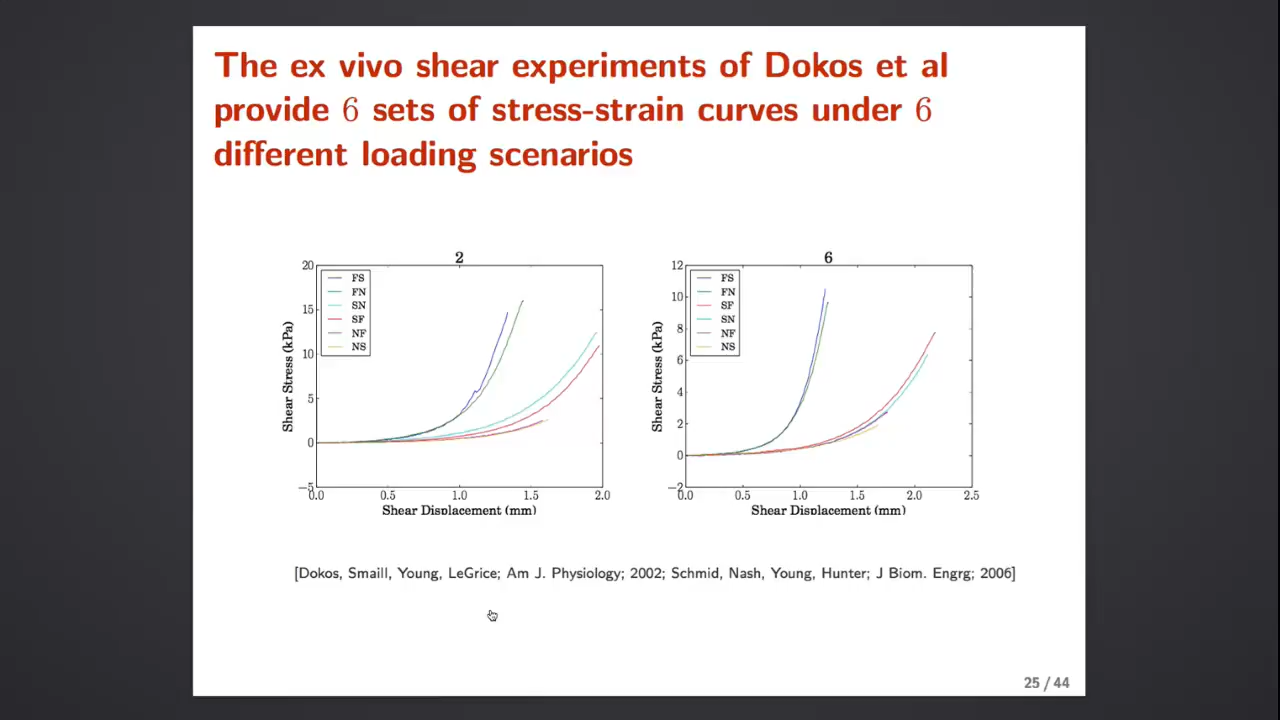 The ex vivo shear experiments of Dokos et al
provide 6 sets of stress-strain curves under 6
different loading scenarios
2
20
15
10
5
0
−5
Shear Stress (kPa)
FS
FN
SN
SF
NF
NS
0.0 0.5 1.0 1.5 2.0
Shear Displacement (mm)
6
12
10
8
6
4
2
0
−2
Shear Stress (kPa)
FS
FN
SF
SN
NF
NS
0.0 0.5 1.0 1.5 2.0 2.5
Shear Displacement (mm)
[Dokos, Smaill, Young, LeGrice; Am J. Physiology; 2002; Schmid, Nash, Young, Hunter; J Biom. Engrg; 2006]
25 / 44